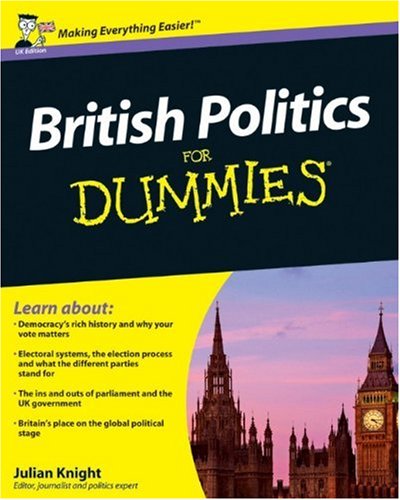 Making Everything Easier!™
UK Edition
British Politics
FOR
DUMMIES®
Learn about:
• Democracy's rich history and why your
vote matters
• Electoral systems, the election process
and what the different parties
stand for
• The ins and outs of parliament and the
UK government
• Britain's place on the global political
stage
Julian Knight
Editor, journalist and politics expert